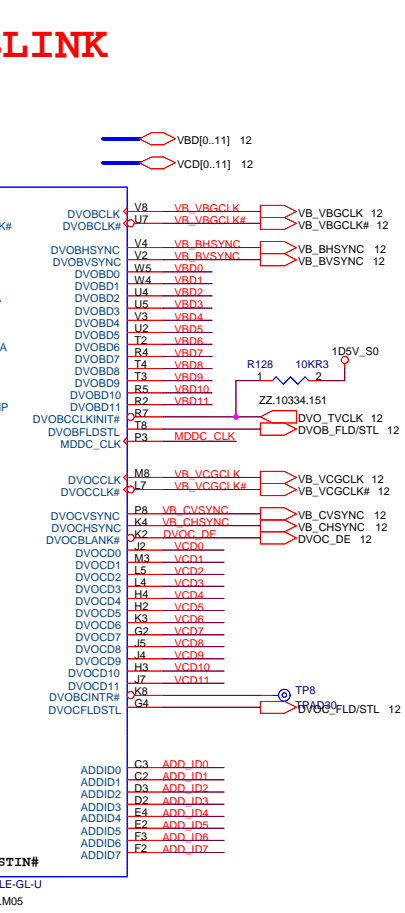 LINK
VBD[0..11] 12
VCD[0..11] 12
DVOBCLK V8 VB_VBGCLK VB_VBGCLK 12
K# DVOBCLK# U7 VB_VBGCLK# VB_VBGCLK# 12
DVOBHSYNC V4 VB_BHSYNC VB_BHSYNC 12
DVOBVSYNC V2 VB_BVSYNC VB_BVSYNC 12
DVOBD0 W5 VBD0
DVOBD1 W4 VBD1
DVOBD2 U4 VBD2
A DVOBD3 U5 VBD3
DVOBD4 V3 VBD4
DVOBD5 U2 VBD5
A DVOBD6 T2 VBD6
DVOBD7 R4 VBD7 1D5V_S0
DVOBD8 T4 VBD8 R128 10KR3
DVOBD9 T3 VBD9 1 2
DVOBD10 R5 VBD10
DVOBD11 R2 VBD11 ZZ.10334.151
DVOBCCLKINIT# R7 DVO_TVCLK 12
DVOBFLDSTL T8 DVOB_FLD/STL 12
MDDC_CLK P3 MDDC_CLK
DVOCCLK M8 VB_VCGCLK VB_VCGCLK 12
DVOCCLK# L7 VB_VCGCLK# VB_VCGCLK# 12
DVOCVSYNC P8 VB_CVSYNC VB_CVSYNC 12
DVOCHSYNC K4 VB_CHSYNC VB_CHSYNC 12
DVOCBLANK# K2 DVOC_DE DVOC_DE 12
DVOCD0 J2 VCD0
DVOCD1 M3 VCD1
DVOCD2 L5 VCD2
DVOCD3 L4 VCD3
DVOCD4 H4 VCD4
DVOCD5 H2 VCD5
DVOCD6 K3 VCD6
DVOCD7 G2 VCD7
DVOCD8 J5 VCD8
DVOCD9 J4 VCD9
DVOCD10 H3 VCD10
DVOCD11 J7 VCD11
DVOBCINTR# K8 TP8
TPAD30
DVOCFLDSTL G4 DVOC_FLD/STL 12
ADDID0 C3 ADD_ID0
ADDID1 C2 ADD_ID1
ADDID2 D3 ADD_ID2
ADDID3 D2 ADD_ID3
ADDID4 E4 ADD_ID4
ADDID5 E2 ADD_ID5
ADDID6 F3 ADD_ID6
ADDID7 F2 ADD_ID7
STIN#
LE-GL-U
.M05